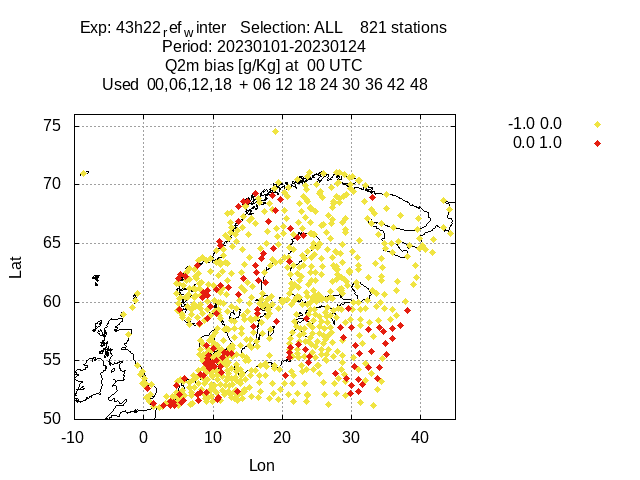 Exp: 43h22refwinter Selection: ALL 821 stations
Period: 20230101-20230124
Q2m bias [g/Kg] at 00 UTC
Used 00,06,12,18 + 06 12 18 24 30 36 42 48
-1.0 0.0
0.0 1.0
75
70
65
60
55
50
Lat
-10 0 10 20 30 40
Lon